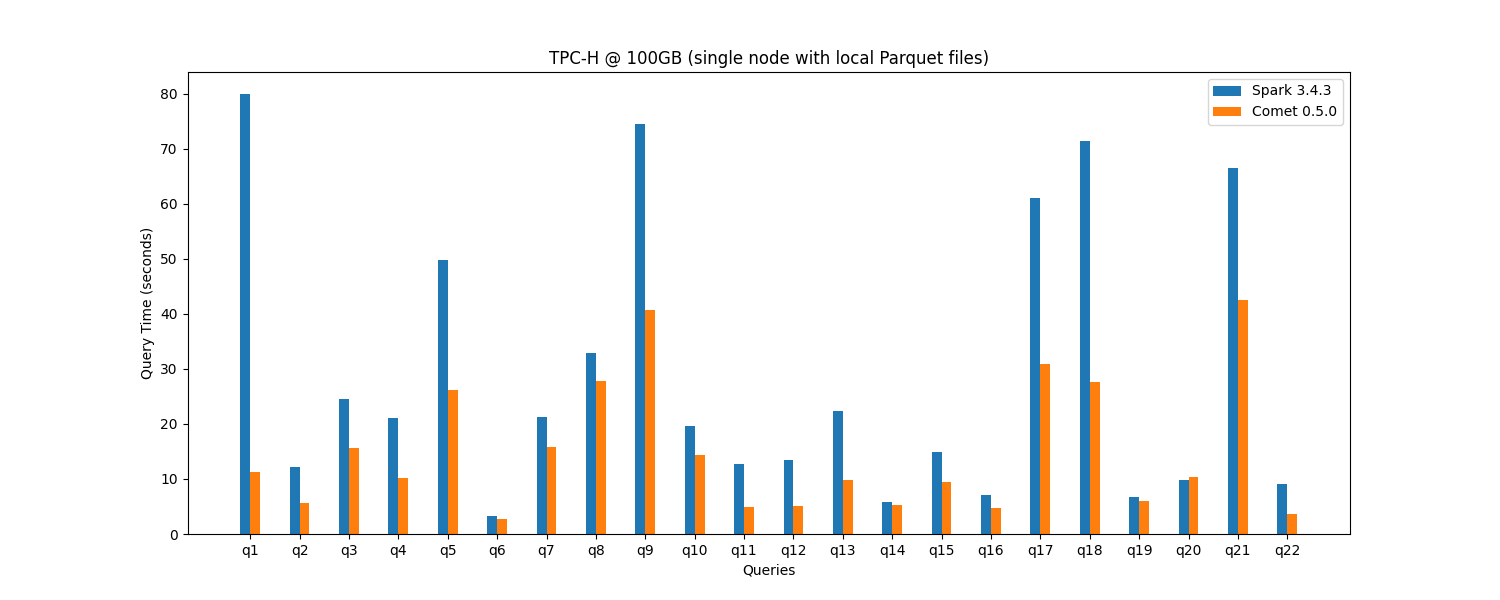 TPC-H @ 100GB (single node with local Parquet files)
Spark 3.4.3
Comet 0.5.0
Query Time (seconds)
80
70
60
50
40
30
20
10
0
q1 q2 q3 q4 q5 q6 q7 q8 q9 q10 q11 q12 q13 q14 q15 q16 q17 q18 q19 q20 q21 q22
Queries